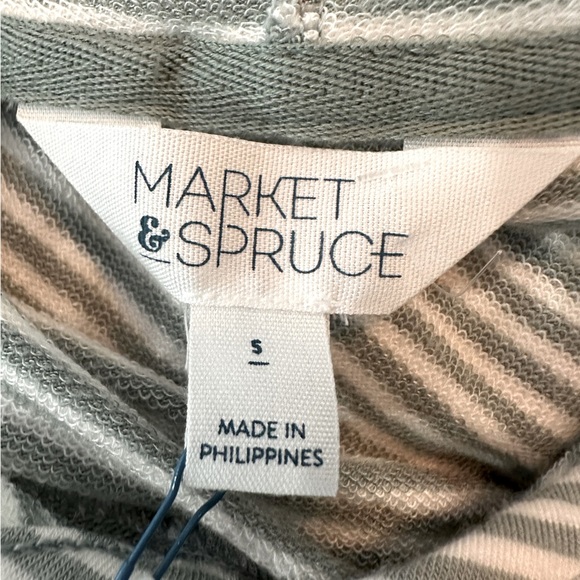 MARKET
& SPRUCE
S
MADE IN
PHILIPPINES